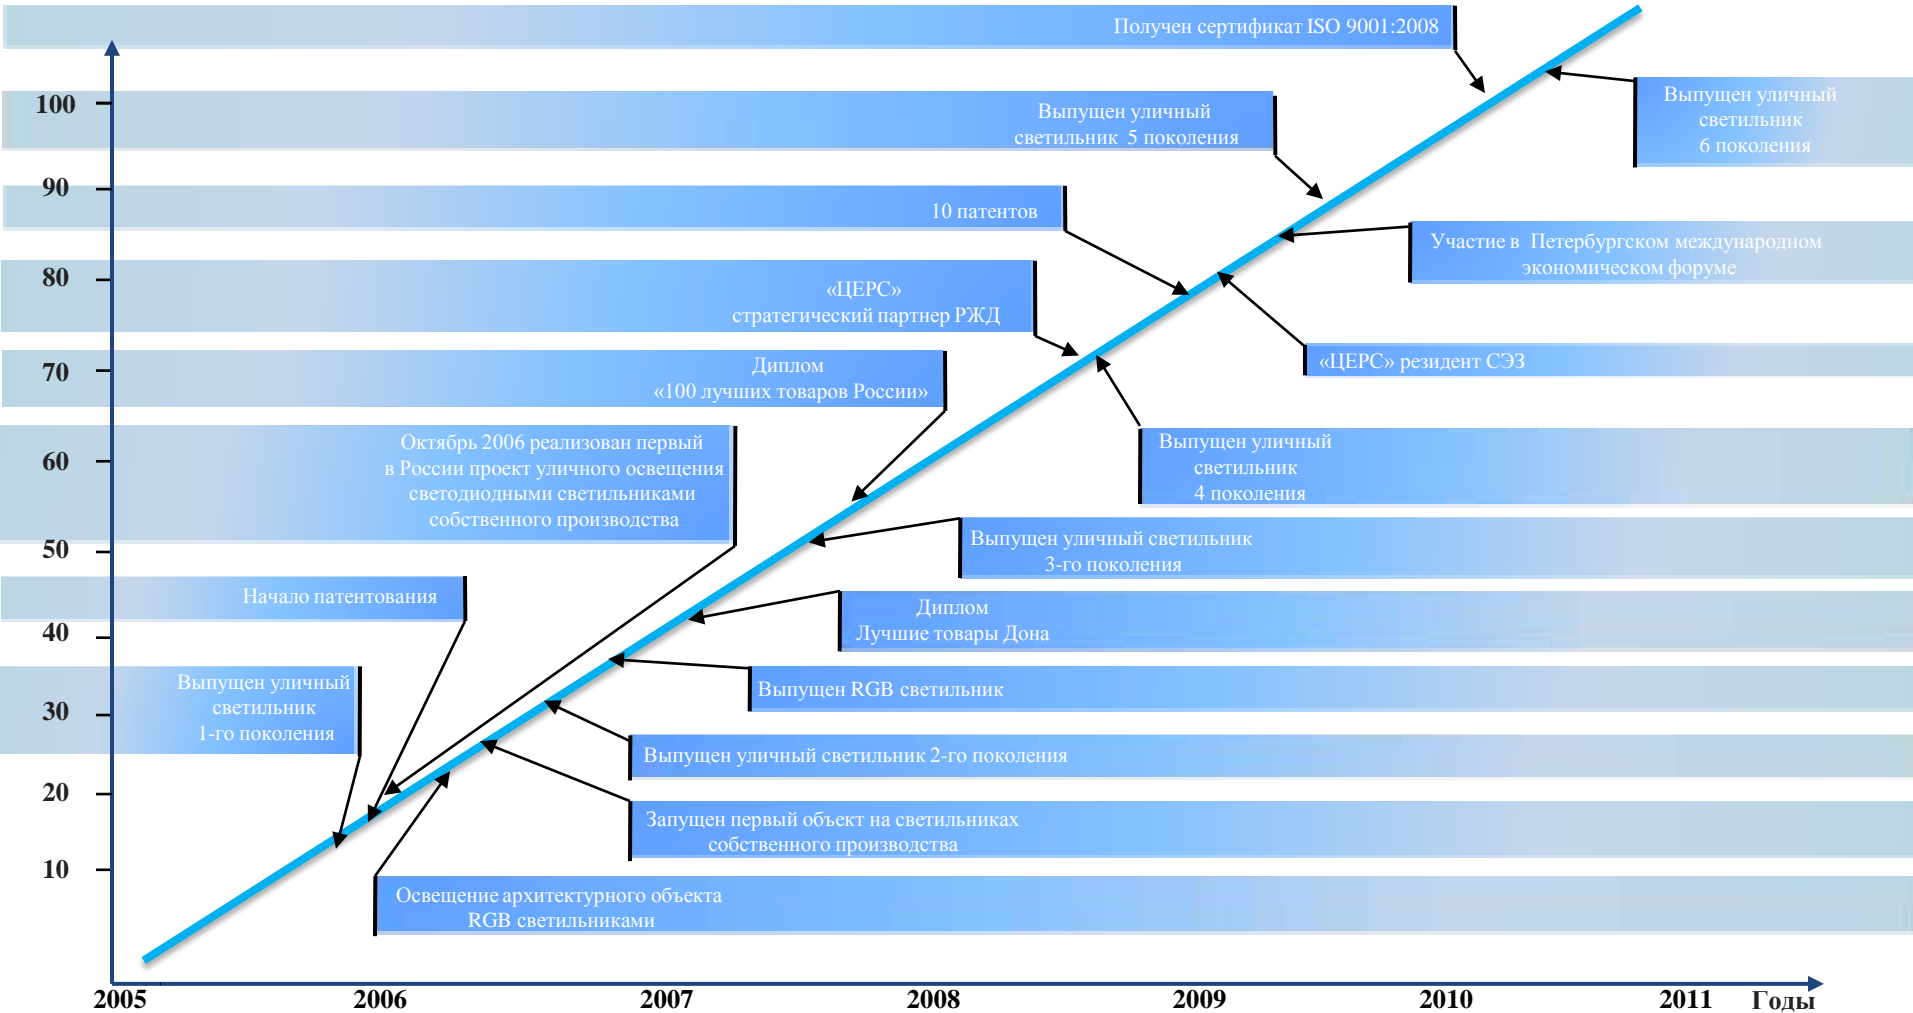 Получен сертификат ISO 9001:2008
100
Выпущен уличный
светильник 5 поколения
Выпущен уличный
светильник
6 поколения
90
10 патентов
Участие в Петербургском международном
экономическом форуме
80
«ЦЕРС»
стратегический партнер РЖД
70
Диплом
«100 лучших товаров России»
«ЦЕРС» резидент СЭЗ
60
Октябрь 2006 реализован первый
в России проект уличного освещения
светодиодными светильниками
собственного производства
Выпущен уличный
светильник
4 поколения
50
Выпущен уличный светильник
3-го поколения
Начало патентования
40
Диплом
Лучшие товары Дона
30
Выпущен уличный
светильник
1-го поколения
Выпущен RGB светильник
Выпущен уличный светильник 2-го поколения
20
Запущен первый объект на светильниках
собственного производства
10
Освещение архитектурного объекта
RGB светильниками
2005 2006 2007 2008 2009 2010 2011 Годы